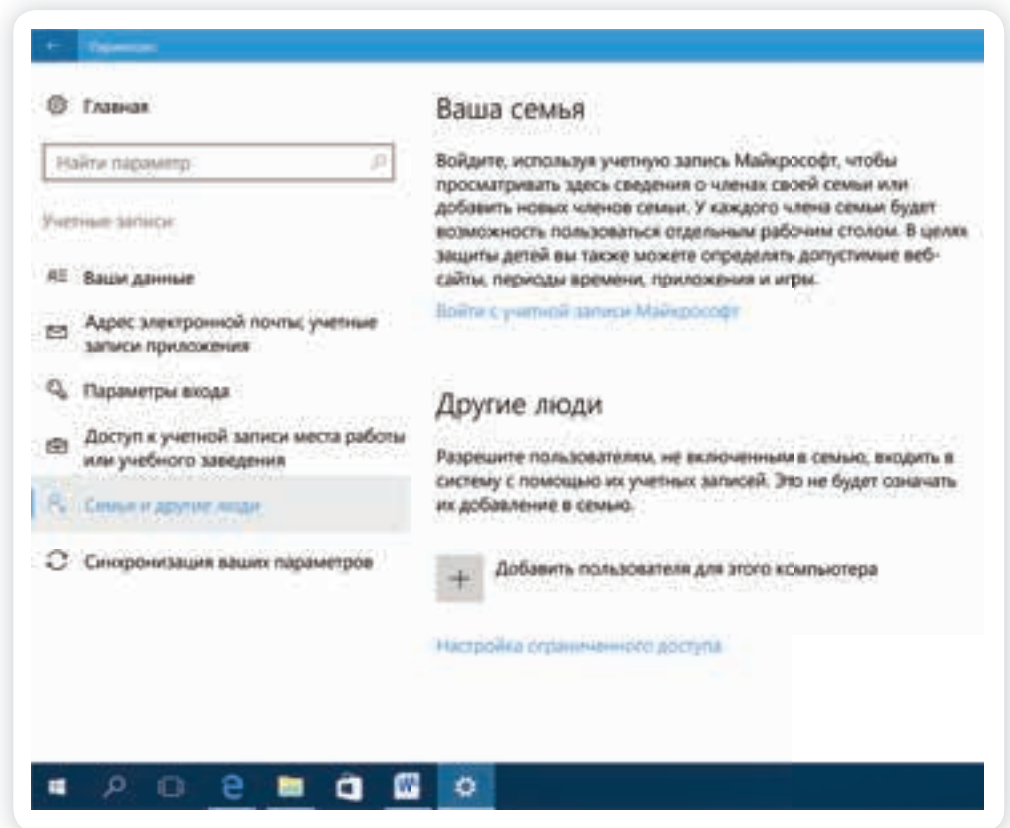 Параметры
Главная
Найти параметр
Учетные записи
Ваши данные
Адрес электронной почты; учетные
записи приложения
Параметры входа
Доступ к учетной записи места работы
или учебного заведения
Семья и другие люди
Синхронизация ваших параметров
Ваша семья
Войдите, используя учетную запись Майкрософт, чтобы
просматривать здесь сведения о членах своей семьи или
добавить новых членов семьи. У каждого члена семьи будет
возможность пользоваться отдельным рабочим столом. В целях
защиты детей вы также можете определять допустимые веб-
сайты, периоды времени, приложения и игры.
Войти с учетной записи Майкрософт
Другие люди
Разрешите пользователям, не включенным в семью, входить в
систему с помощью их учетных записей. Это не будет означать
их добавление в семью.
Добавить пользователя для этого компьютера
Настройка ограниченного доступа